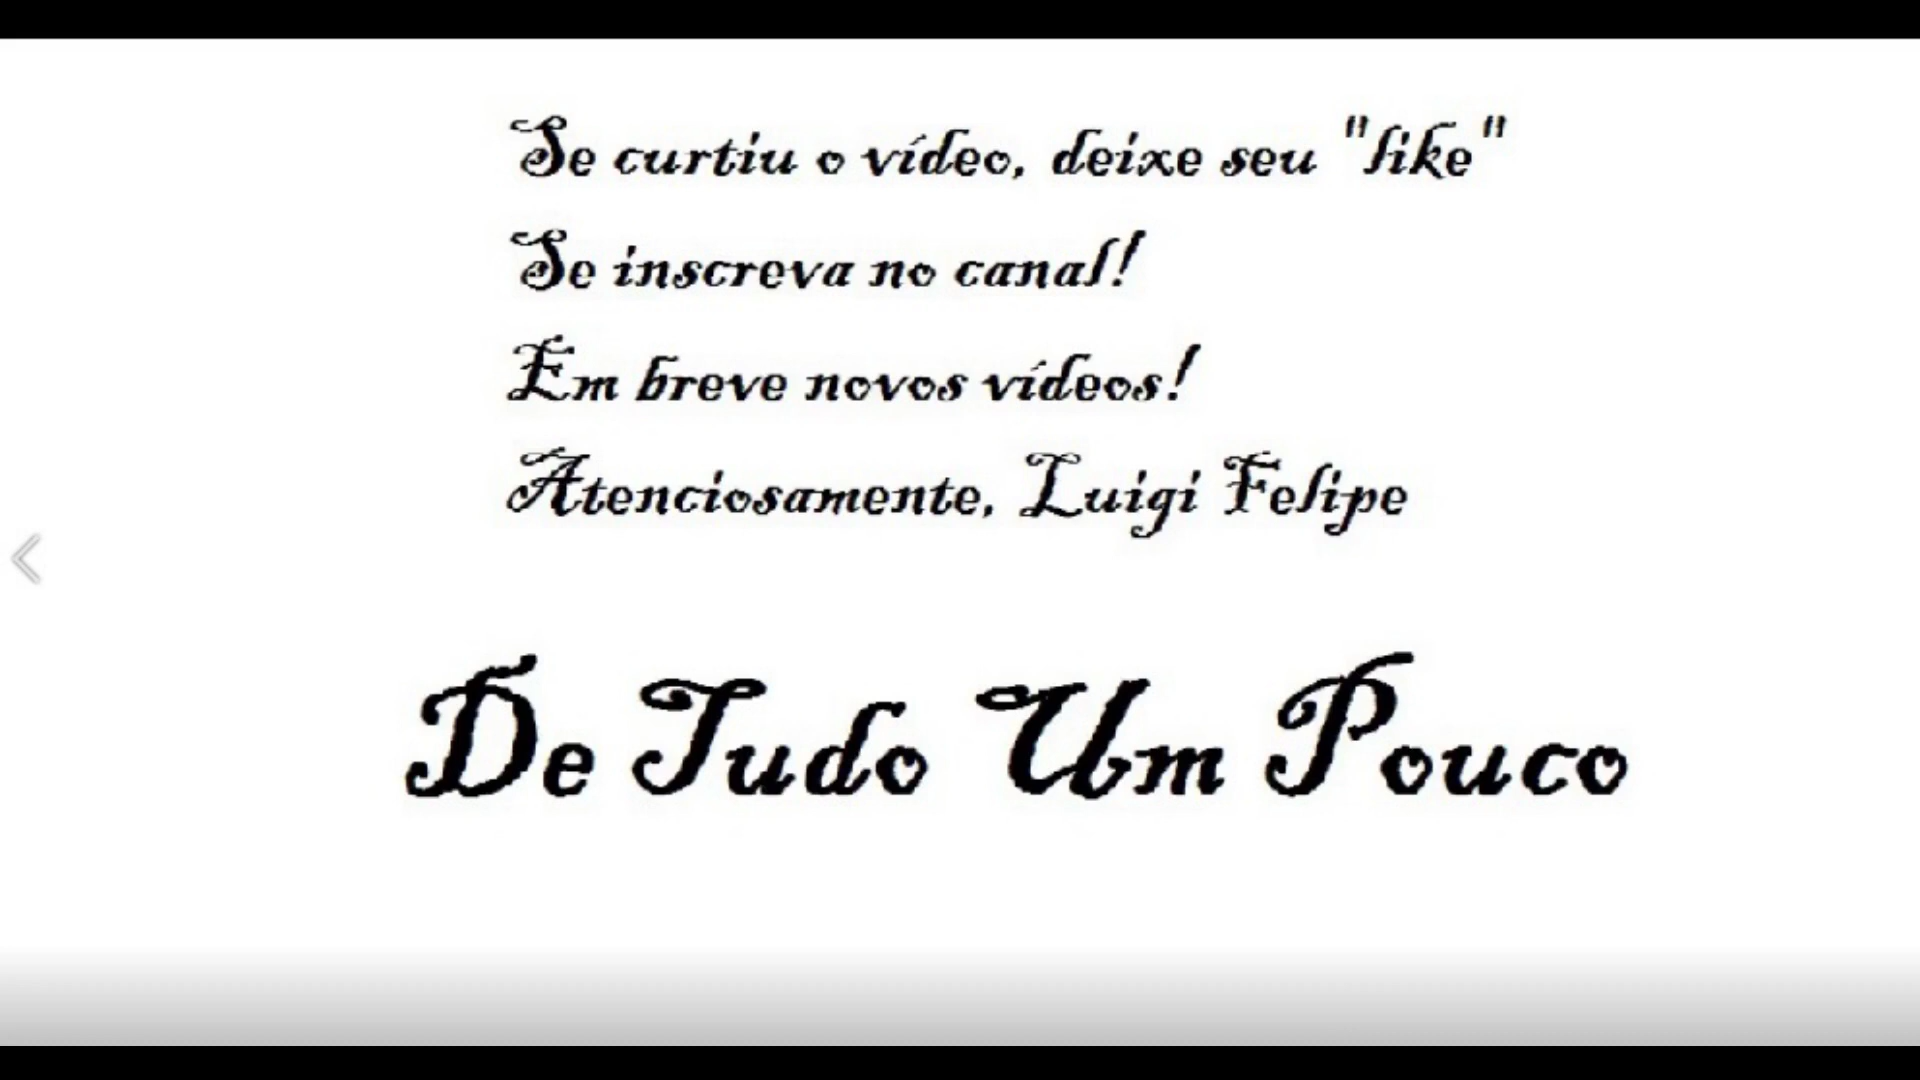 Se curtiu o vídeo, deixe seu "like"
Se inscreva no canal!
Em breve novos vídeos!
Atenciosamente, Luigi Felipe
De Tudo Um Pouco